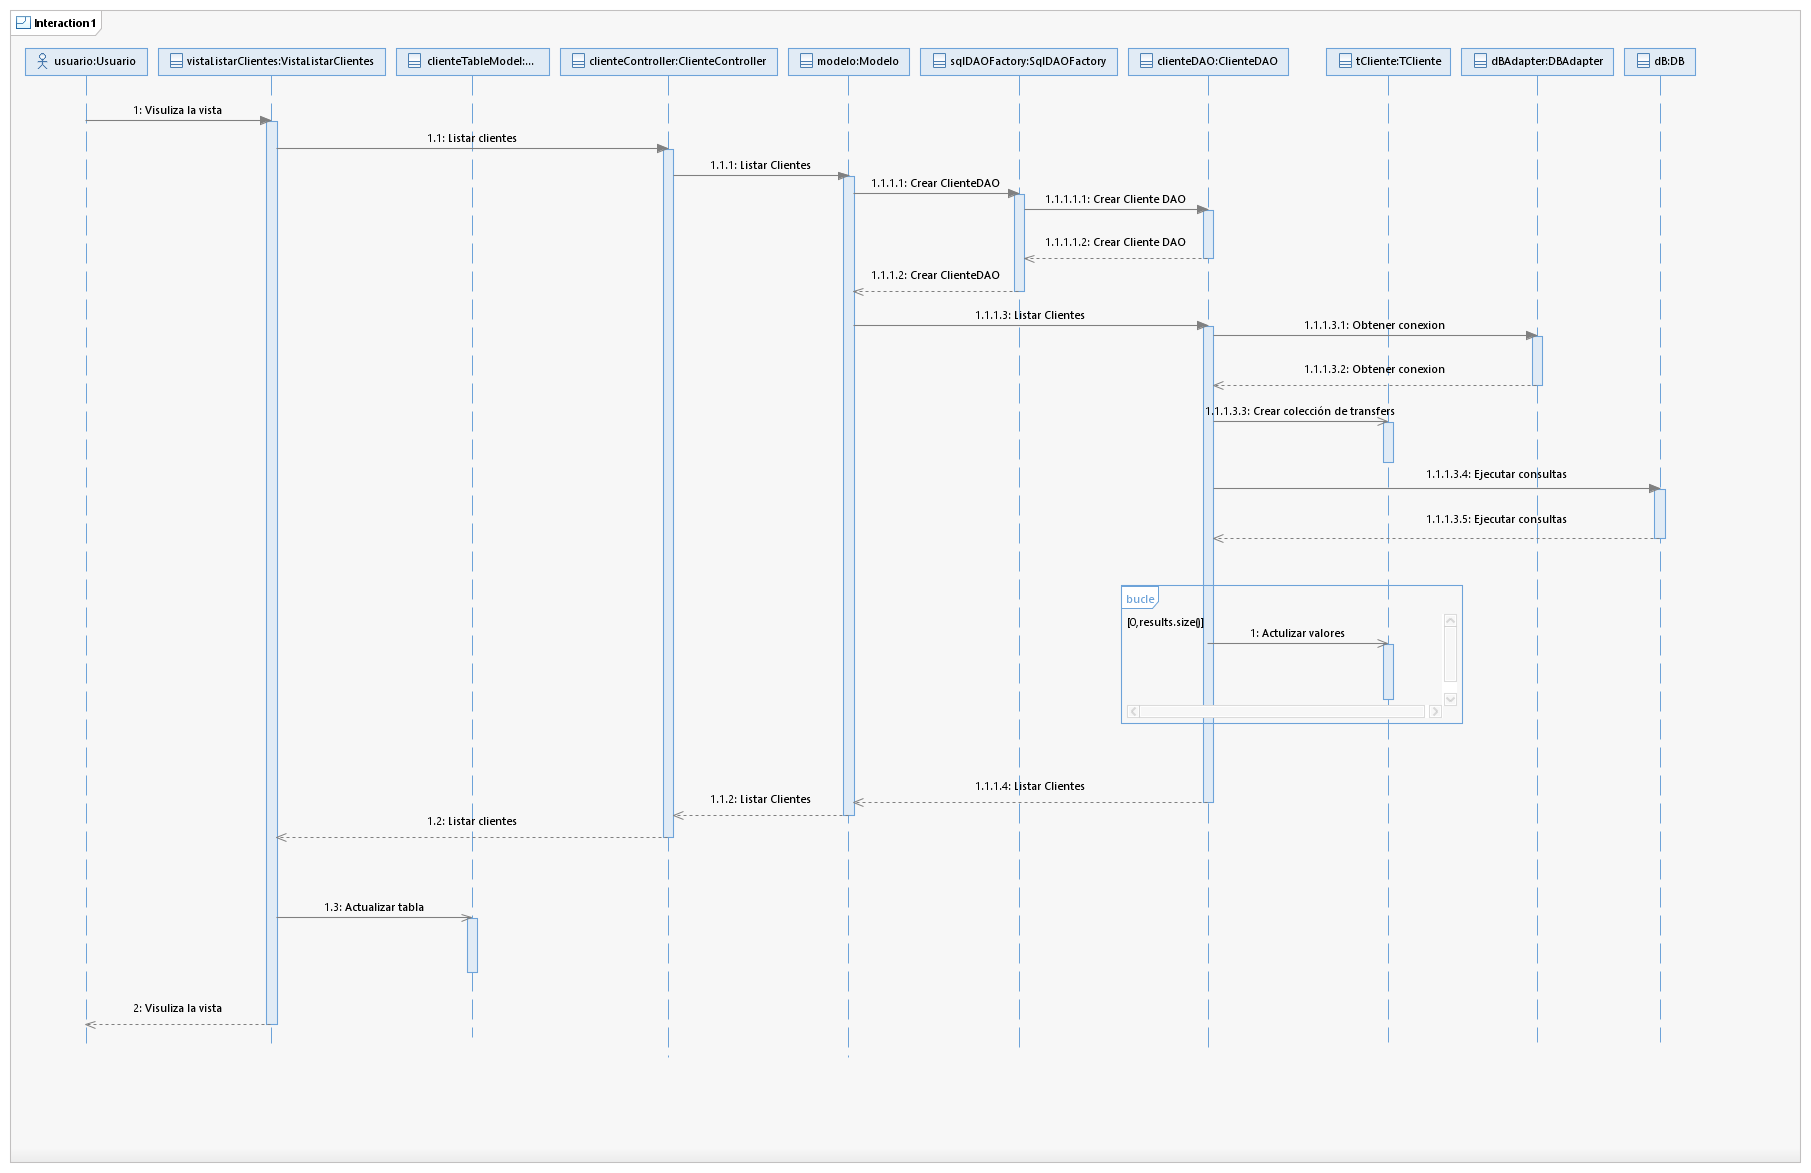 Interaction1
usuario:Usuario
vistaListarClientes:VistaListarClientes
clienteTableModel:...
clienteController:ClienteController
modelo:Modelo
sqlDAOFactory:SqlDAOFactory
clienteDAO:ClienteDAO
tCliente:TCliente
dBAdapter:DBAdapter
dB:DB
1: Visuliza la vista
1.1: Listar clientes
1.1.1: Listar Clientes
1.1.1.1: Crear ClienteDAO
1.1.1.1.1: Crear Cliente DAO
1.1.1.1.2: Crear Cliente DAO
1.1.1.2: Crear ClienteDAO
1.1.1.3: Listar Clientes
1.1.1.3.1: Obtener conexion
1.1.1.3.2: Obtener conexion
1.1.1.3.3: Crear colección de transfers
1.1.1.3.4: Ejecutar consultas
1.1.1.3.5: Ejecutar consultas
bucle
[0,results.size()]
1: Actulizar valores
1.1.1.4: Listar Clientes
1.1.2: Listar Clientes
1.2: Listar clientes
1.3: Actualizar tabla
2: Visuliza la vista